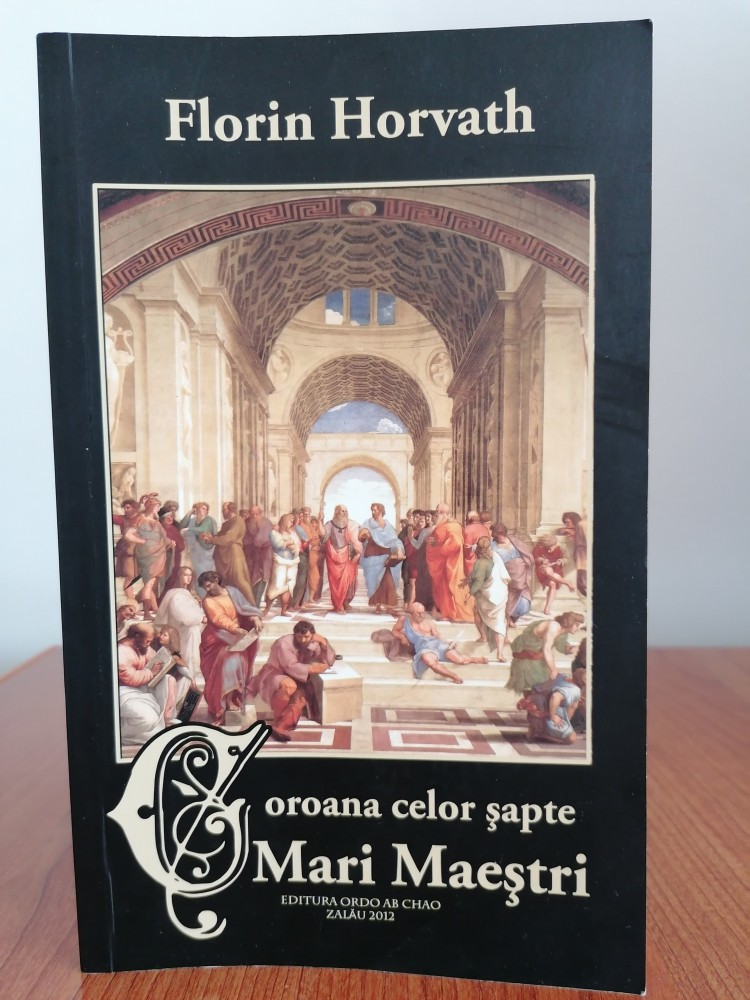 Florin Horvath
Coroana celor şapte
Mari Maeştri
EDITURA ORDO AB CHAO
ZALĂU 2012